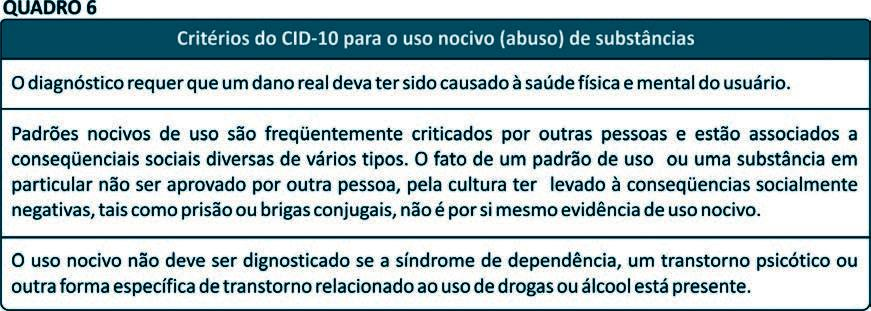 QUADRO 6
Critérios do CID-10 para o uso nocivo (abuso) de substâncias
O diagnóstico requer que um dano real deva ter sido causado à saúde física e mental do usuário.
Padrões nocivos de uso são freqüentemente criticados por outras pessoas e estão associados a
conseqüenciais sociais diversas de vários tipos. O fato de um padrão de uso ou uma substância em
particular não ser aprovado por outra pessoa, pela cultura ter levado à conseqüencias socialmente
negativas, tais como prisão ou brigas conjugais, não é por si mesmo evidência de uso nocivo.
O uso nocivo não deve ser dignosticado se a síndrome de dependência, um transtorno psicótico ou
outra forma específica de transtorno relacionado ao uso de drogas ou álcool está presente.